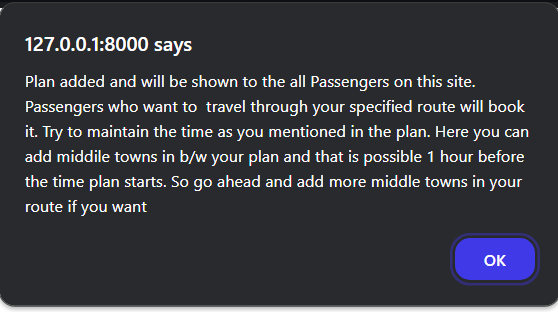 127.0.0.1:8000 says
Plan added and will be shown to the all Passengers on this site.
Passengers who want to  travel through your specified route will book
it. Try to maintain the time as you mentioned in the plan. Here you can
add middile towns in b/w your plan and that is possible 1 hour before
the time plan starts. So go ahead and add more middle towns in your
route if you want
OK